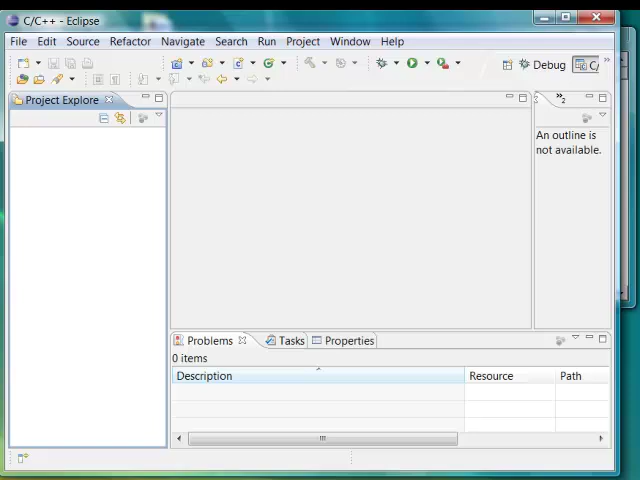 C/C++ - Eclipse
File Edit Source Refactor Navigate Search Run Project Window Help
Debug C/
Project Explore
2
An outline is
not available.
Problems Tasks Properties
0 items
Description Resource Path